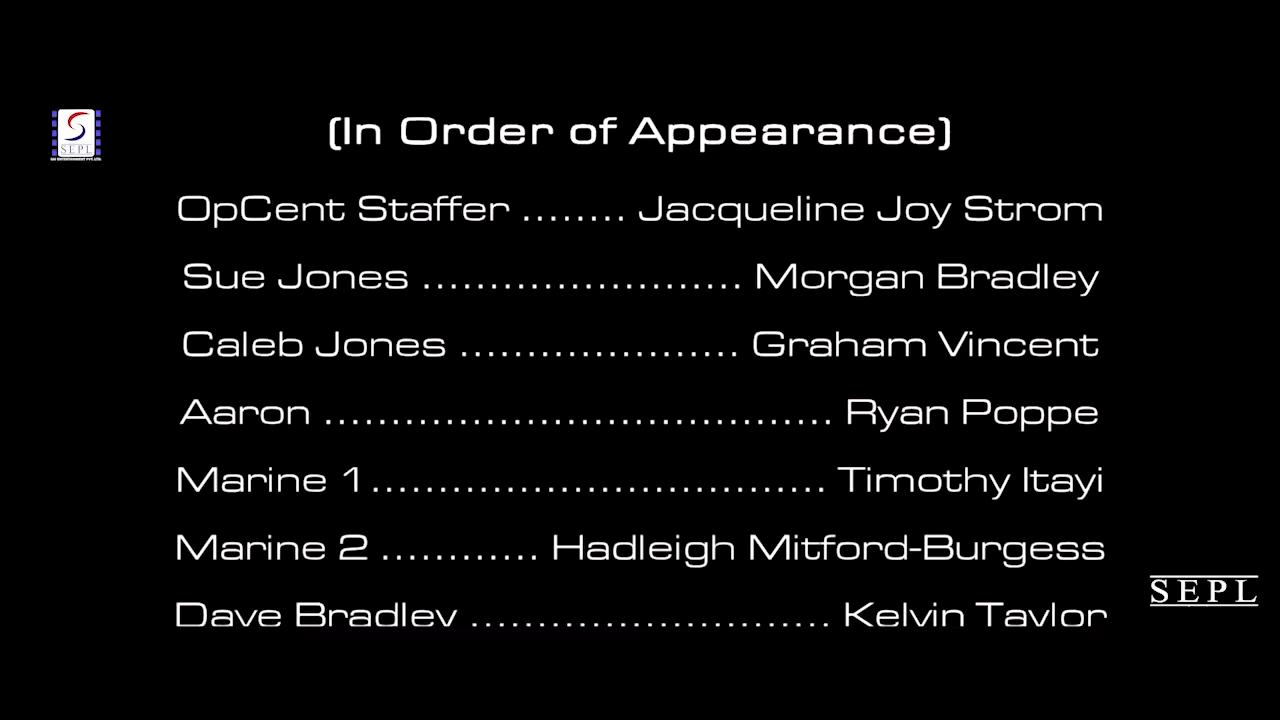 (In Order of Appearance)
SEPL
OpCent Staffer ........ Jacqueline Joy Strom
Sue Jones ........................ Morgan Bradley
Caleb Jones ..................... Graham Vincent
Aaron ...................................... Ryan Poppe
Marine 1.................................. Timothy Itayi
Marine 2 ............ Hadleigh Mitford-Burgess
SEPL
Dave Bradley ........................... Kelvin Taylor